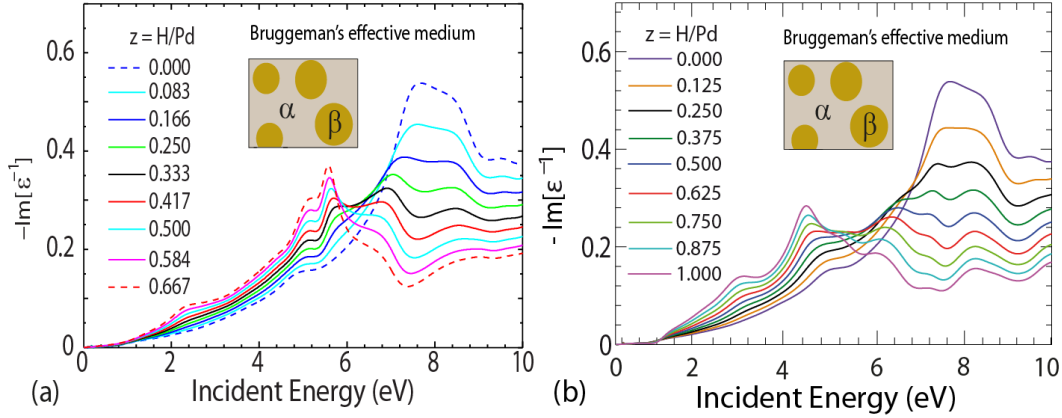 z = H/Pd
Bruggeman's effective medium
0.000
0.083
0.166
0.250
0.333
0.417
0.500
0.584
0.667
α
β
0.6
0.4
0.2
0
-Im[ε⁻¹]
0
2
4
6
8
10
Incident Energy (eV)
(a)
z = H/Pd
Bruggeman's effective medium
0.000
0.125
0.250
0.375
0.500
0.625
0.750
0.875
1.000
α
β
0.6
0.4
0.2
0
- Im[ε⁻¹]
0
2
4
6
8
10
Incident Energy (eV)
(b)